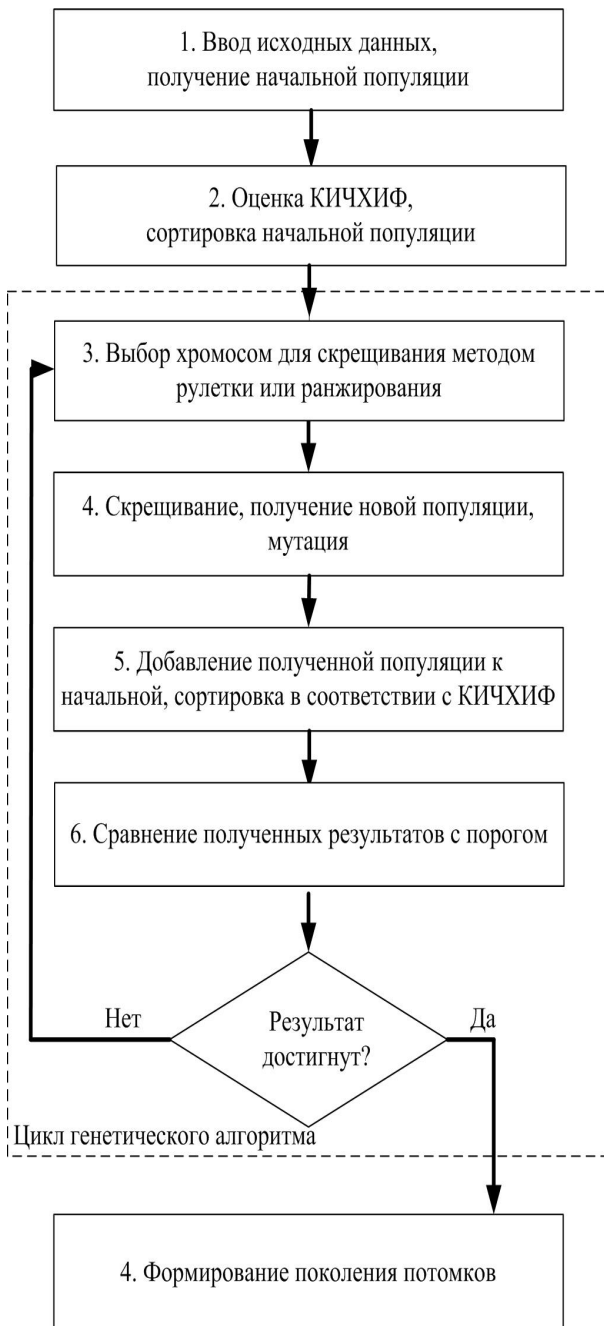 1. Ввод исходных данных,
получение начальной популяции
2. Оценка КИЧХИФ,
сортировка начальной популяции
3. Выбор хромосом для скрещивания методом
рулетки или ранжирования
4. Скрещивание, получение новой популяции,
мутация
5. Добавление полученной популяции к
начальной, сортировка в соответствии с КИЧХИФ
6. Сравнение полученных результатов с порогом
Нет
Результат
достигнут?
Да
Цикл генетического алгоритма
4. Формирование поколения потомков